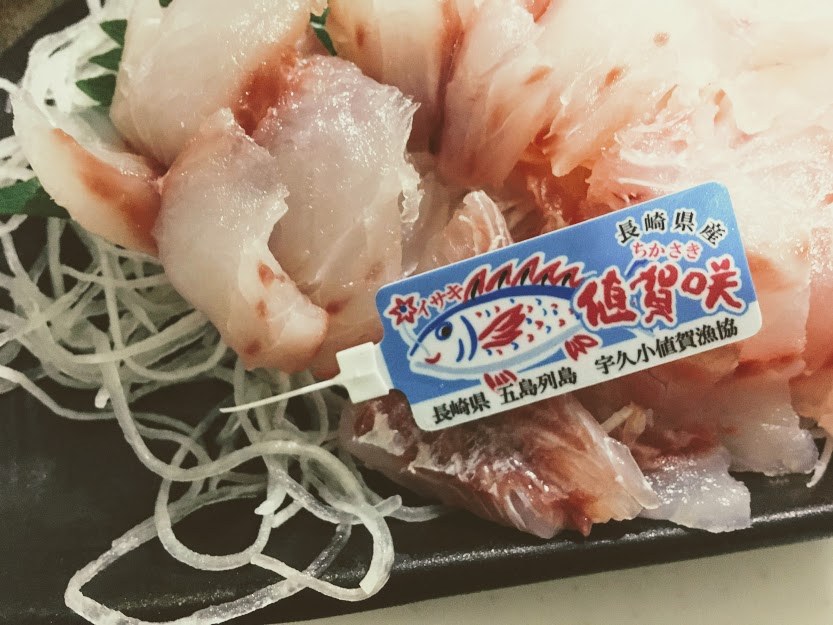 長崎県産
ちかさき
イサキ
値賀咲
長崎県 五島列島 宇久小値賀漁協